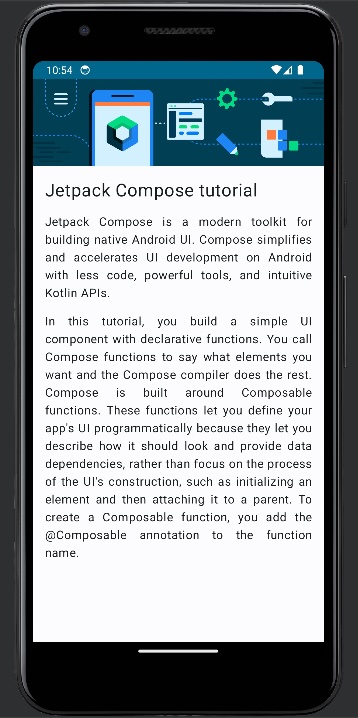 10:54
Jetpack Compose tutorial
Jetpack Compose is a modern toolkit for
building native Android UI. Compose simplifies
and accelerates UI development on Android
with less code, powerful tools, and intuitive
Kotlin APIs.
In this tutorial, you build a simple UI
component with declarative functions. You call
Compose functions to say what elements you
want and the Compose compiler does the rest.
Compose is built around Composable
functions. These functions let you define your
app's UI programmatically because they let you
describe how it should look and provide data
dependencies, rather than focus on the process
of the UI's construction, such as initializing an
element and then attaching it to a parent. To
create a Composable function, you add the
@Composable annotation to the function
name.